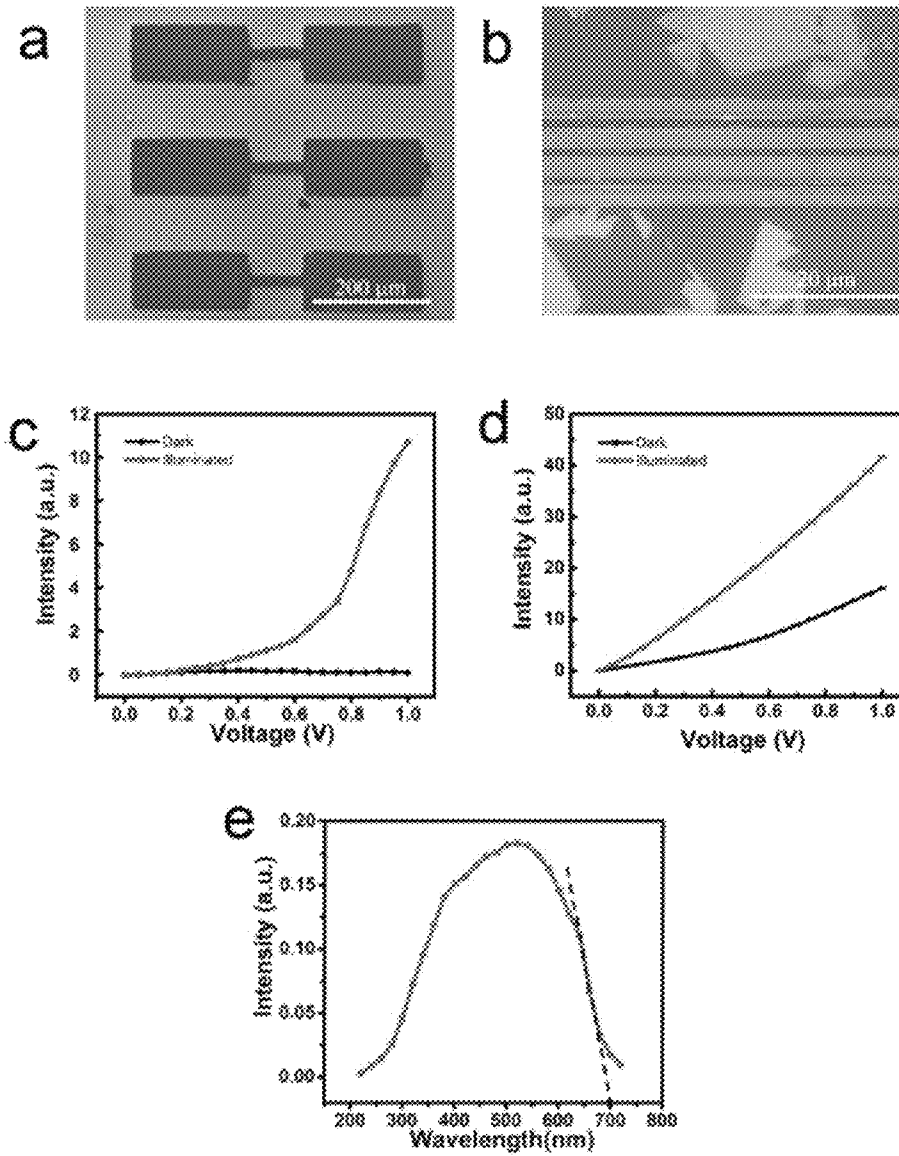 a
b
200 μm
μm
c
12
10
8
6
4
2
0
Intensity (a.u.)
Dark
Illuminated
0.0 0.2 0.4 0.6 0.8 1.0
Voltage (V)
d
50
40
30
20
10
0
Intensity (a.u.)
Dark
Illuminated
0.0 0.2 0.4 0.6 0.8 1.0
Voltage (V)
e
0.20
0.15
0.10
0.05
0.00
Intensity (a.u.)
200 300 400 500 600 700 800
Wavelength(nm)